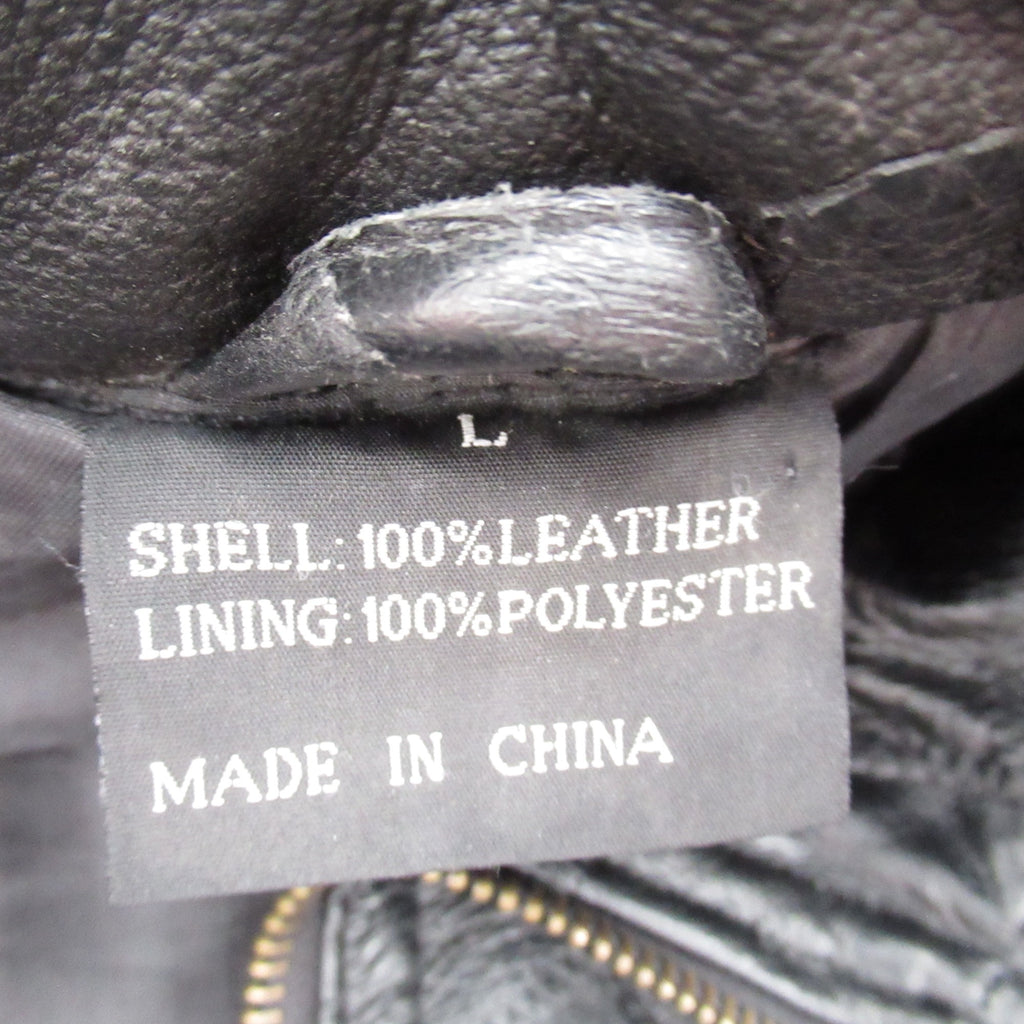 L
SHELL: 100%LEATHER
LINING: 100%POLYESTER
MADE IN CHINA